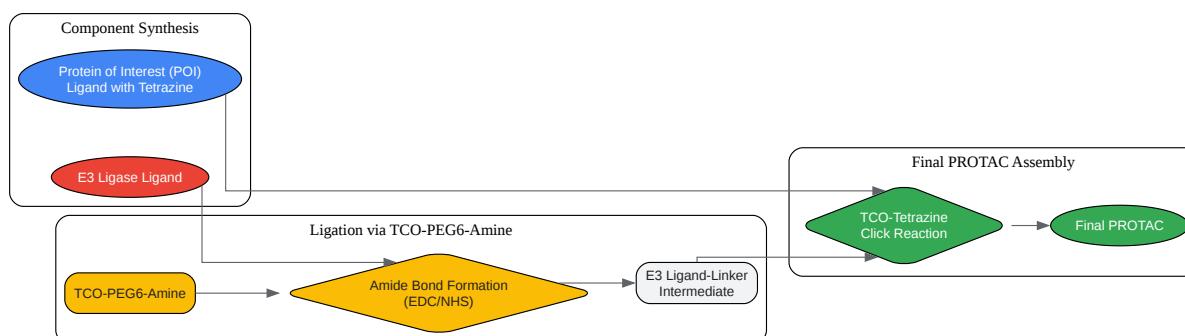 Component Synthesis
Protein of Interest (POI)
Ligand with Tetrazine
E3 Ligase Ligand
Ligation via TCO-PEG6-Amine
TCO-PEG6-Amine
Amide Bond Formation
(EDC/NHS)
E3 Ligand-Linker
Intermediate
Final PROTAC Assembly
TCO-Tetrazine
Click Reaction
Final PROTAC